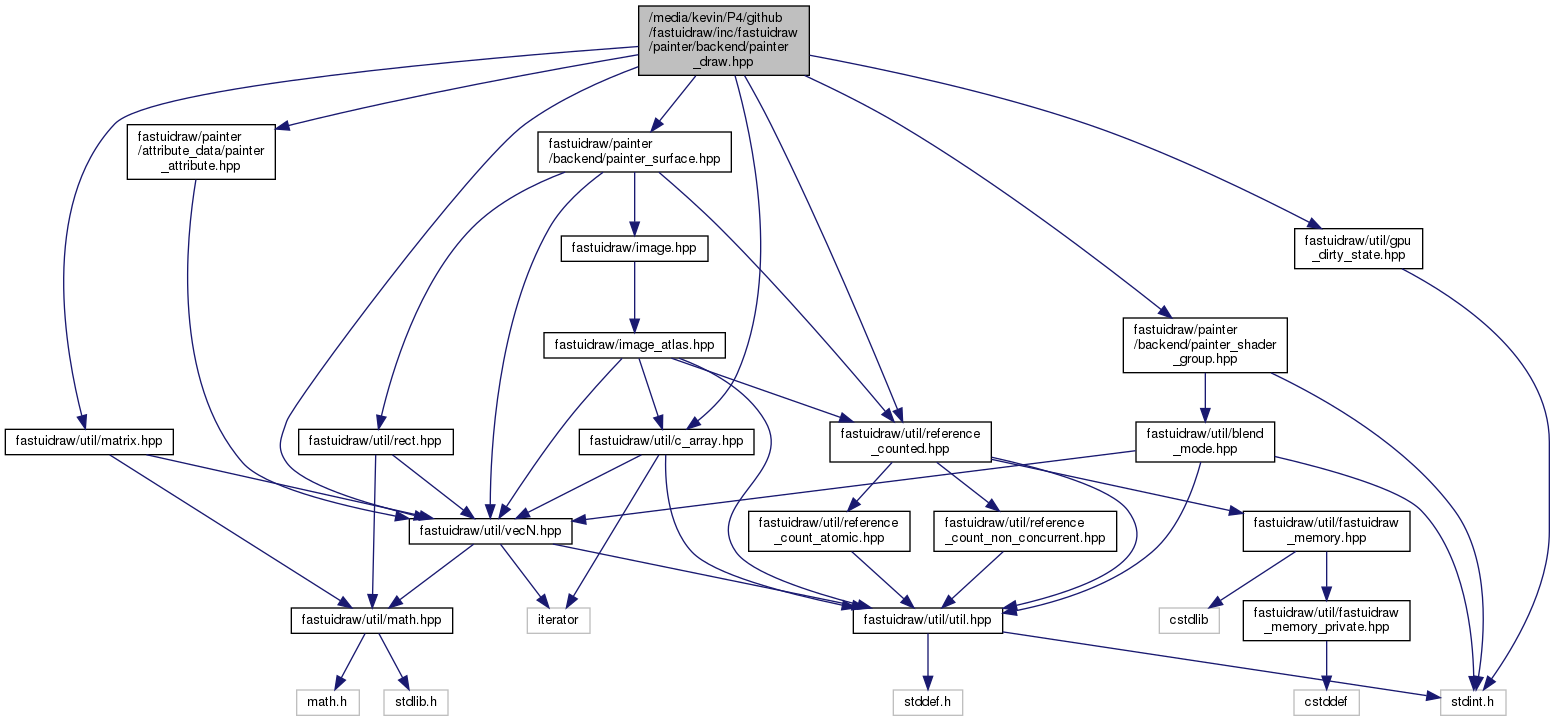 /media/kevin/P4/github
/fastuidraw/inc/fastuidraw
/painter/backend/painter
_draw.hpp
fastuidraw/painter
/attribute_data/painter
_attribute.hpp
fastuidraw/painter
/backend/painter_surface.hpp
fastuidraw/image.hpp
fastuidraw/util/gpu
_dirty_state.hpp
fastuidraw/painter
/backend/painter_shader
_group.hpp
fastuidraw/image_atlas.hpp
fastuidraw/util/matrix.hpp
fastuidraw/util/rect.hpp
fastuidraw/util/c_array.hpp
fastuidraw/util/reference
_counted.hpp
fastuidraw/util/blend
_mode.hpp
fastuidraw/util/vecN.hpp
fastuidraw/util/reference
_count_atomic.hpp
fastuidraw/util/reference
_count_non_concurrent.hpp
fastuidraw/util/fastuidraw
_memory.hpp
fastuidraw/util/math.hpp
iterator
fastuidraw/util/util.hpp
cstdlib
fastuidraw/util/fastuidraw
_memory_private.hpp
math.h
stdlib.h
stddef.h
cstddef
stdint.h